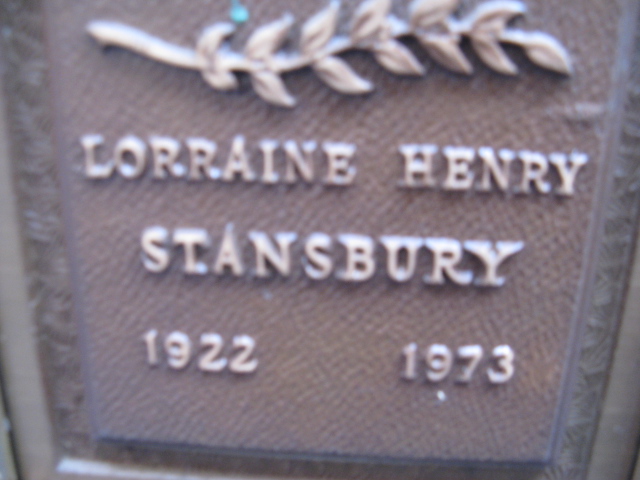 LORRAINE HENRY
STANSBURY
1922 1973